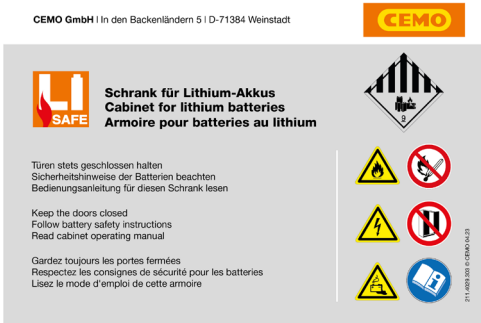 CEMO GmbH | In den Backenländern 5 | D-71384 Weinstadt
CEMO
LI
SAFE
Schrank für Lithium-Akkus
Cabinet for lithium batteries
Armoire pour batteries au lithium
9
Türen stets geschlossen halten
Sicherheitshinweise der Batterien beachten
Bedienungsanleitung für diesen Schrank lesen
Keep the doors closed
Follow battery safety instructions
Read cabinet operating manual
Gardez toujours les portes fermées
Respectez les consignes de sécurité pour les batteries
Lisez le mode d'emploi de cette armoire
211.4029.303 © CEMO 04.23